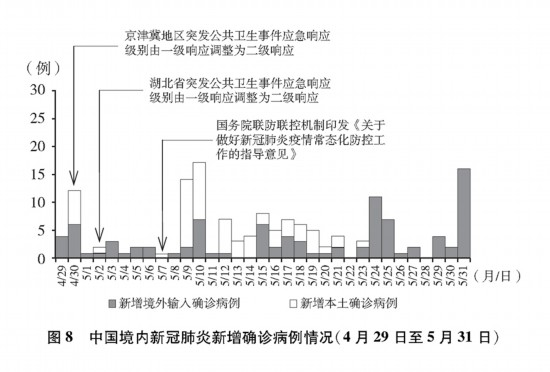 京津冀地区突发公共卫生事件应急响应
级别由一级响应调整为二级响应
(例)
湖北省突发公共卫生事件应急响应
级别由一级响应调整为二级响应
国务院联防联控机制印发《关于
做好新冠肺炎疫情常态化防控工
作的指导意见》
30
25
20
15
10
5
0
4/29 4/30 5/1 5/2 5/3 5/4 5/5 5/6 5/7 5/8 5/9 5/10 5/11 5/12 5/13 5/14 5/15 5/16 5/17 5/18 5/19 5/20 5/21 5/22 5/23 5/24 5/25 5/26 5/27 5/28 5/29 5/30 5/31 (月/日)
新增境外输入确诊病例 新增本土确诊病例
图 8 中国境内新冠肺炎新增确诊病例情况(4 月 29 日至 5 月 31 日)